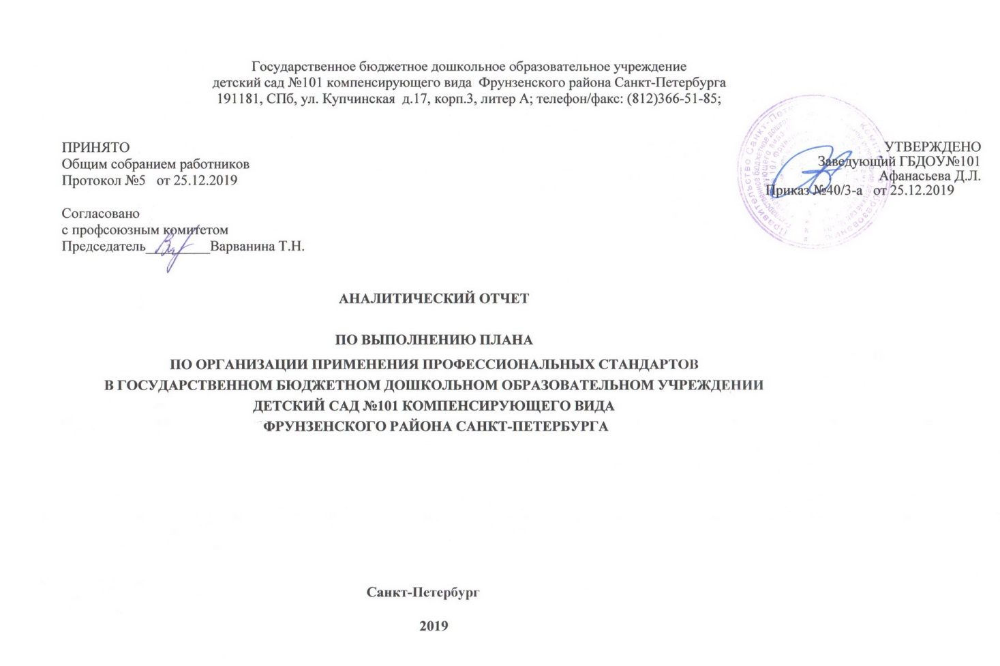 Государственное бюджетное дошкольное образовательное учреждение
детский сад №101 компенсирующего вида Фрунзенского района Санкт-Петербурга
191181, СПб, ул. Купчинская д.17, корп.3, литер А; телефон/факс: (812)366-51-85;
ПРИНЯТО
Общим собранием работников
Протокол №5 от 25.12.2019
Согласовано
с профсоюзным комитетом
Председатель_________Варванина Т.Н.
УТВЕРЖДЕНО
Заведующий ГБДОУ№101
Афанасьева Д.Л.
Приказ №40/3-а от 25.12.2019
АНАЛИТИЧЕСКИЙ ОТЧЕТ
ПО ВЫПОЛНЕНИЮ ПЛАНА
ПО ОРГАНИЗАЦИИ ПРИМЕНЕНИЯ ПРОФЕССИОНАЛЬНЫХ СТАНДАРТОВ
В ГОСУДАРСТВЕННОМ БЮДЖЕТНОМ ДОШКОЛЬНОМ ОБРАЗОВАТЕЛЬНОМ УЧРЕЖДЕНИИ
ДЕТСКИЙ САД №101 КОМПЕНСИРУЮЩЕГО ВИДА
ФРУНЗЕНСКОГО РАЙОНА САНКТ-ПЕТЕРБУРГА
Санкт-Петербург
2019